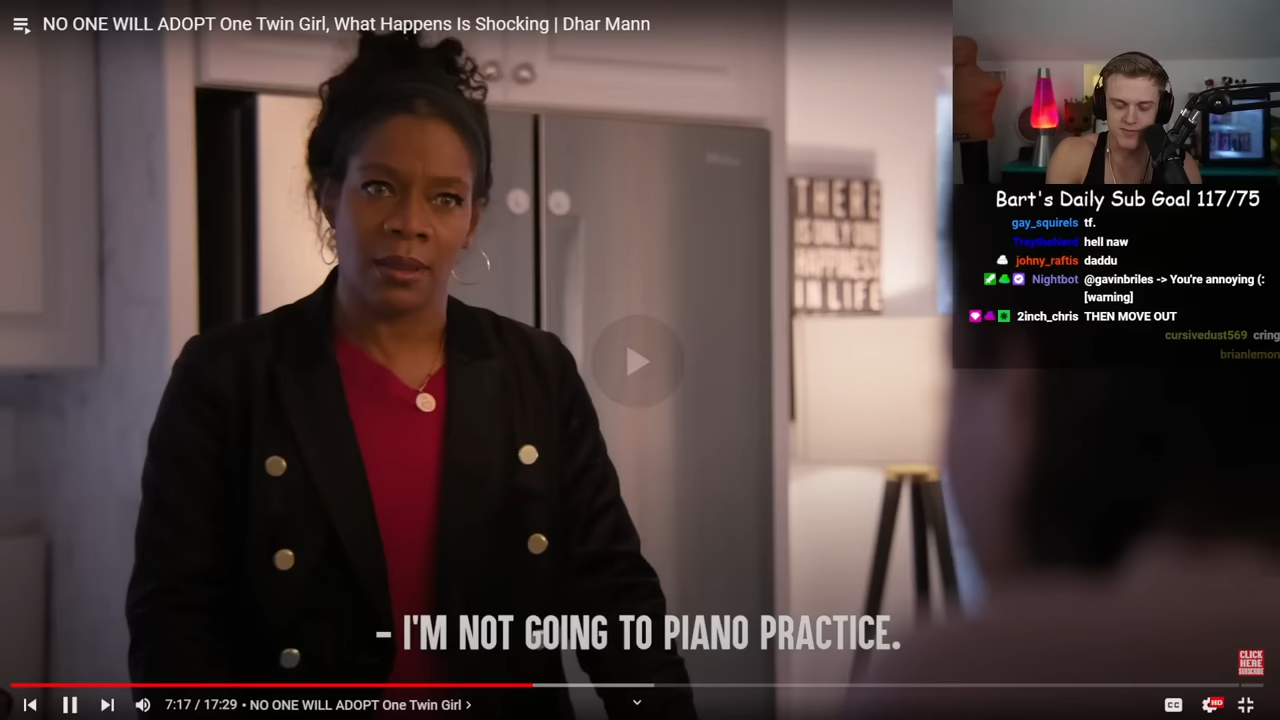 NO ONE WILL ADOPT One Twin Girl, What Happens Is Shocking | Dhar Mann
THERE
IS ONLY ONE
HAPPINESS
IN LIFE
Bart's Daily Sub Goal 117/75
gay_squirels tf.
TreytheNerd hell naw
johny_raftis daddu
Nightbot @gavinbriles -> You're annoying (:
[warning]
2inch_chris THEN MOVE OUT
cursivedust569 cring
brianlemon
- I'M NOT GOING TO PIANO PRACTICE.
CLICK
HERE
SUBSCRIBE
7:17 / 17:29 • NO ONE WILL ADOPT One Twin Girl >
CC
HD